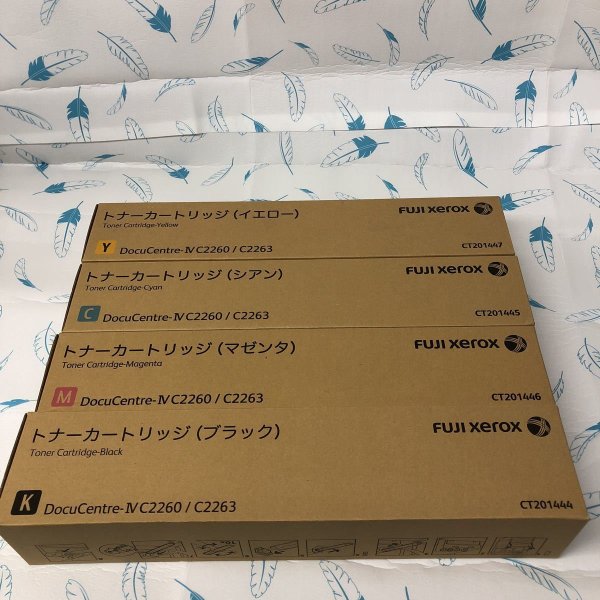 トナーカートリッジ (イエロー)
FUJI xerox
Toner Cartridge-Yellow
Y DocuCentre-Ⅳ C2260 / C2263
CT201447
トナーカートリッジ (シアン)
FUJI xerox
Toner Cartridge-Cyan
C DocuCentre-Ⅳ C2260 / C2263
CT201445
トナーカートリッジ (マゼンタ)
FUJI xerox
Toner Cartridge-Magenta
M DocuCentre-Ⅳ C2260 / C2263
CT201446
トナーカートリッジ (ブラック)
FUJI xerox
Toner Cartridge-Black
K DocuCentre-Ⅳ C2260 / C2263
CT201444